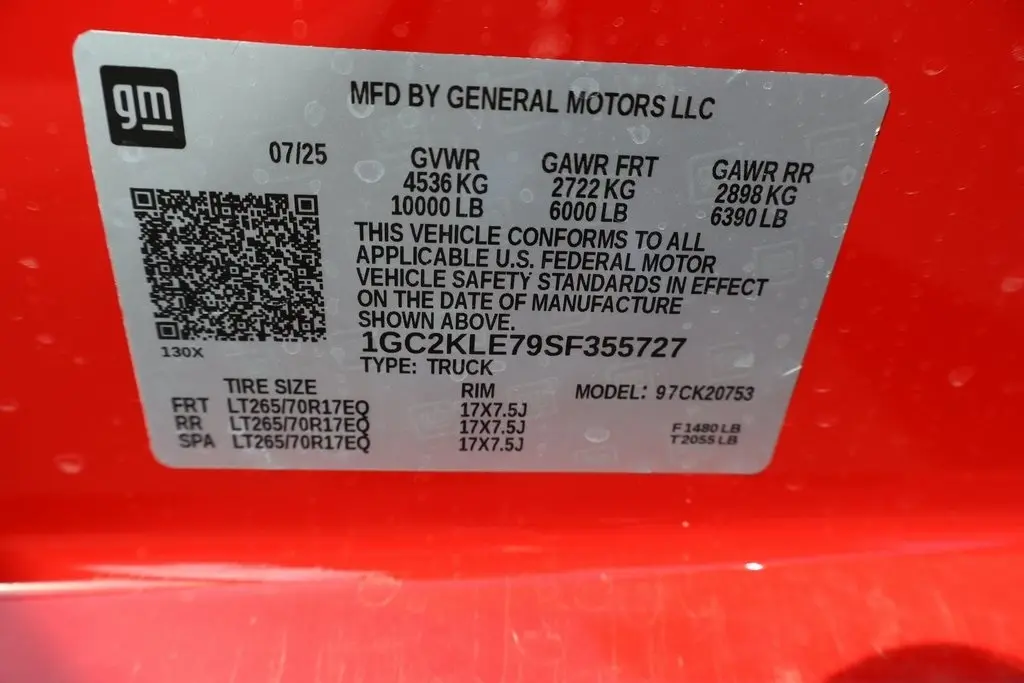 gm
MFD BY GENERAL MOTORS LLC
07/25
GVWR GAWR FRT GAWR RR
4536 KG 2722 KG 2898 KG
10000 LB 6000 LB 6390 LB
THIS VEHICLE CONFORMS TO ALL
APPLICABLE U.S. FEDERAL MOTOR
VEHICLE SAFETY STANDARDS IN EFFECT
ON THE DATE OF MANUFACTURE
SHOWN ABOVE.
130X
1GC2KLE79SF355727
TYPE: TRUCK
TIRE SIZE RIM MODEL: 97CK20753
FRT LT265/70R17EQ 17X7.5J
RR LT265/70R17EQ 17X7.5J F 1480 LB
SPA LT265/70R17EQ 17X7.5J T 2055 LB